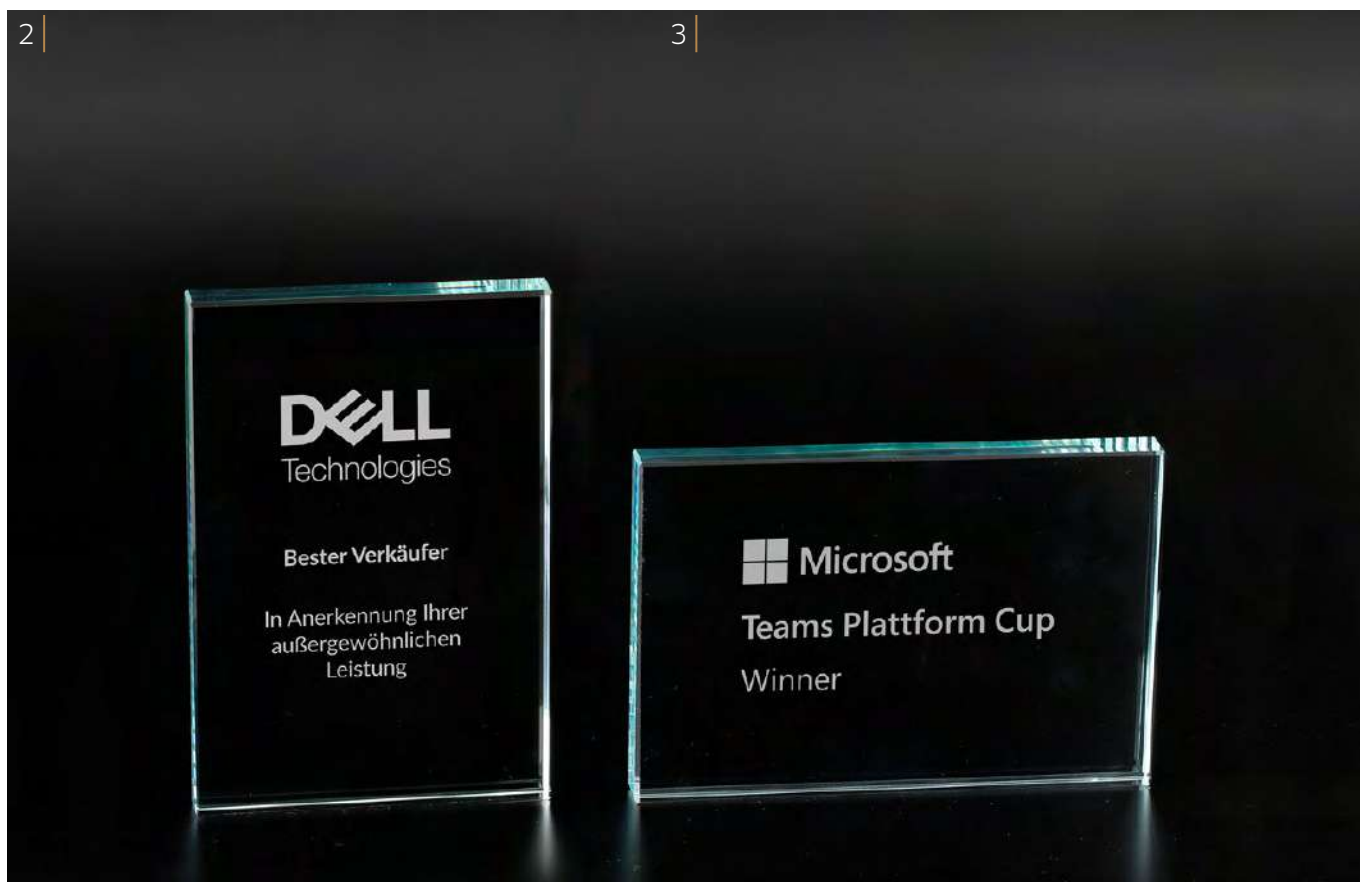 2
3
DELL
Technologies
Bester Verkäufer
In Anerkennung Ihrer
außergewöhnlichen
Leistung
Microsoft
Teams Plattform Cup
Winner